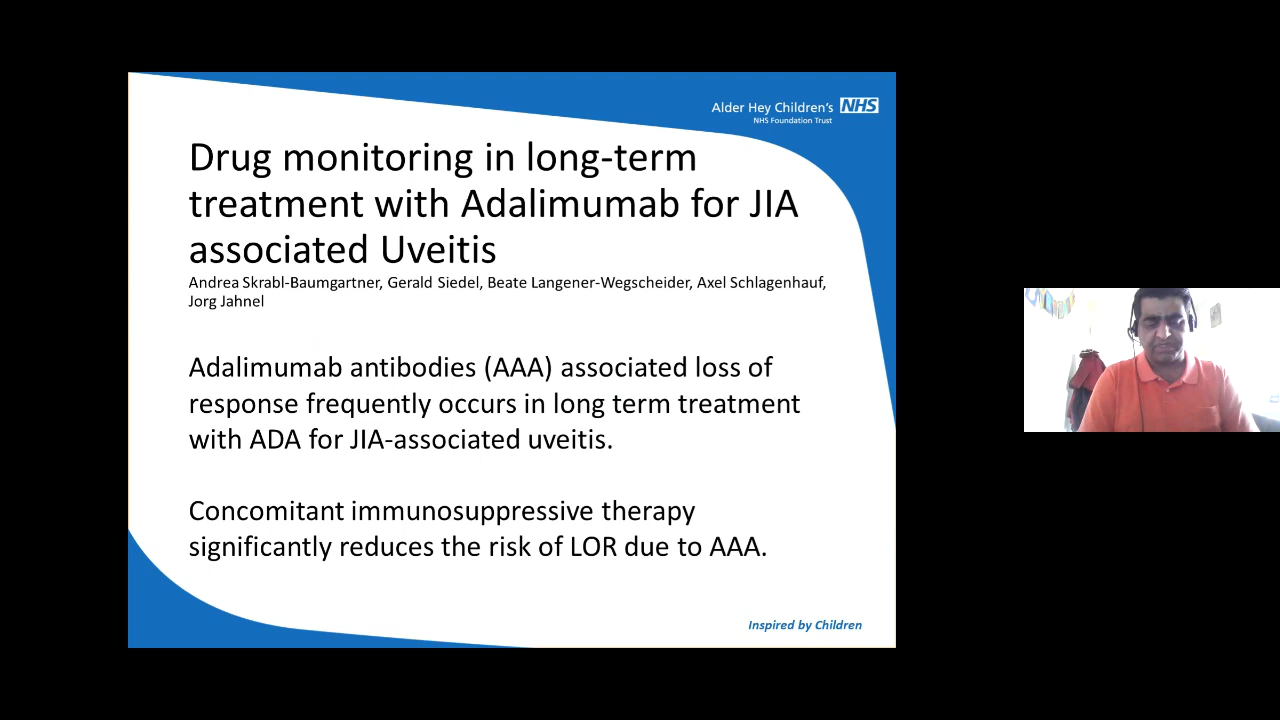 Alder Hey Children's NHS
NHS Foundation Trust
Drug monitoring in long-term
treatment with Adalimumab for JIA
associated Uveitis
Andrea Skrabl-Baumgartner, Gerald Siedel, Beate Langener-Wegscheider, Axel Schlagenhauf,
Jorg Jahnel
Adalimumab antibodies (AAA) associated loss of
response frequently occurs in long term treatment
with ADA for JIA-associated uveitis.
Concomitant immunosuppressive therapy
significantly reduces the risk of LOR due to AAA.
Inspired by Children